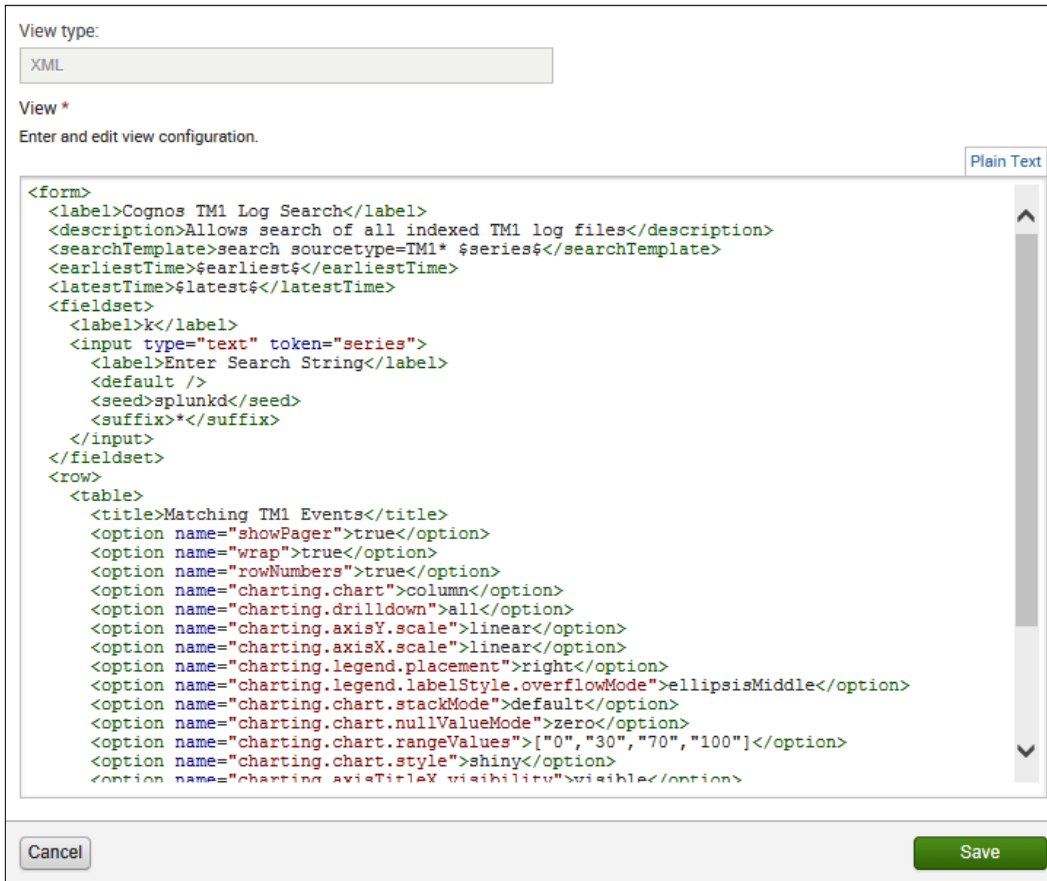 View type:
XML
View *
Enter and edit view configuration.
Plain Text
<form>
  <label>Cognos TM1 Log Search</label>
  <description>Allows search of all indexed TM1 log files</description>
  <searchTemplate>search sourcetype=TM1* $series$</searchTemplate>
  <earliestTime>$earliest$</earliestTime>
  <latestTime>$latest$</latestTime>
  <fieldset>
    <label>k</label>
    <input type="text" token="series">
      <label>Enter Search String</label>
      <default />
      <seed>splunkd</seed>
      <suffix>*</suffix>
    </input>
  </fieldset>
  <row>
    <table>
      <title>Matching TM1 Events</title>
      <option name="showPager">true</option>
      <option name="wrap">true</option>
      <option name="rowNumbers">true</option>
      <option name="charting.chart">column</option>
      <option name="charting.drilldown">all</option>
      <option name="charting.axisY.scale">linear</option>
      <option name="charting.axisX.scale">linear</option>
      <option name="charting.legend.placement">right</option>
      <option name="charting.legend.labelStyle.overflowMode">ellipsisMiddle</option>
      <option name="charting.chart.stackMode">default</option>
      <option name="charting.chart.nullValueMode">zero</option>
      <option name="charting.chart.rangeValues">["0","30","70","100"]</option>
      <option name="charting.chart.style">shiny</option>
      <option name="charting.axisTitleX.visibility">visible</option>
Cancel
Save